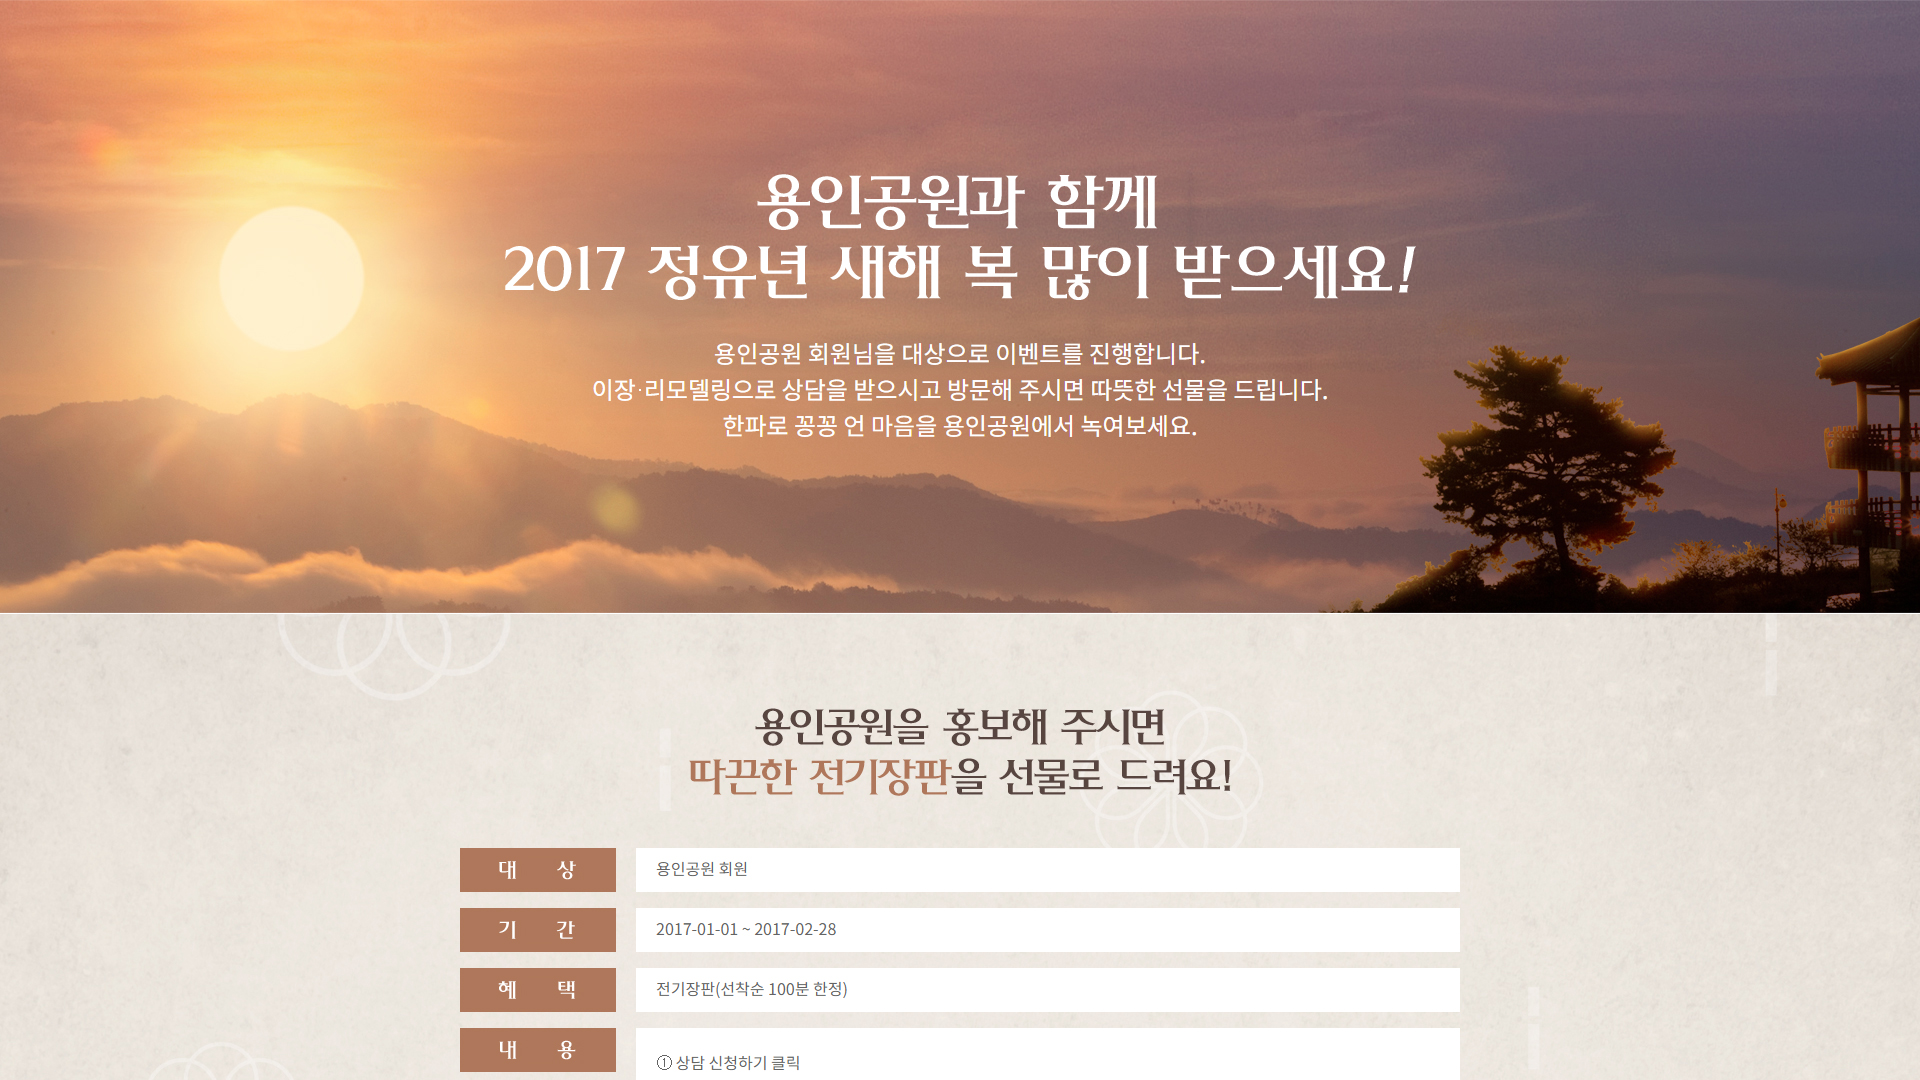 용인공원과 함께
2017 정유년 새해 복 많이 받으세요!
용인공원 회원님을 대상으로 이벤트를 진행합니다.
이장·리모델링으로 상담을 받으시고 방문해 주시면 따뜻한 선물을 드립니다.
한파로 꽁꽁 언 마음을 용인공원에서 녹여보세요.
용인공원을 홍보해 주시면
따끈한 전기장판을 선물로 드려요!
대 상
용인공원 회원
기 간
2017-01-01 ~ 2017-02-28
혜 택
전기장판(선착순 100분 한정)
내 용
① 상담 신청하기 클릭